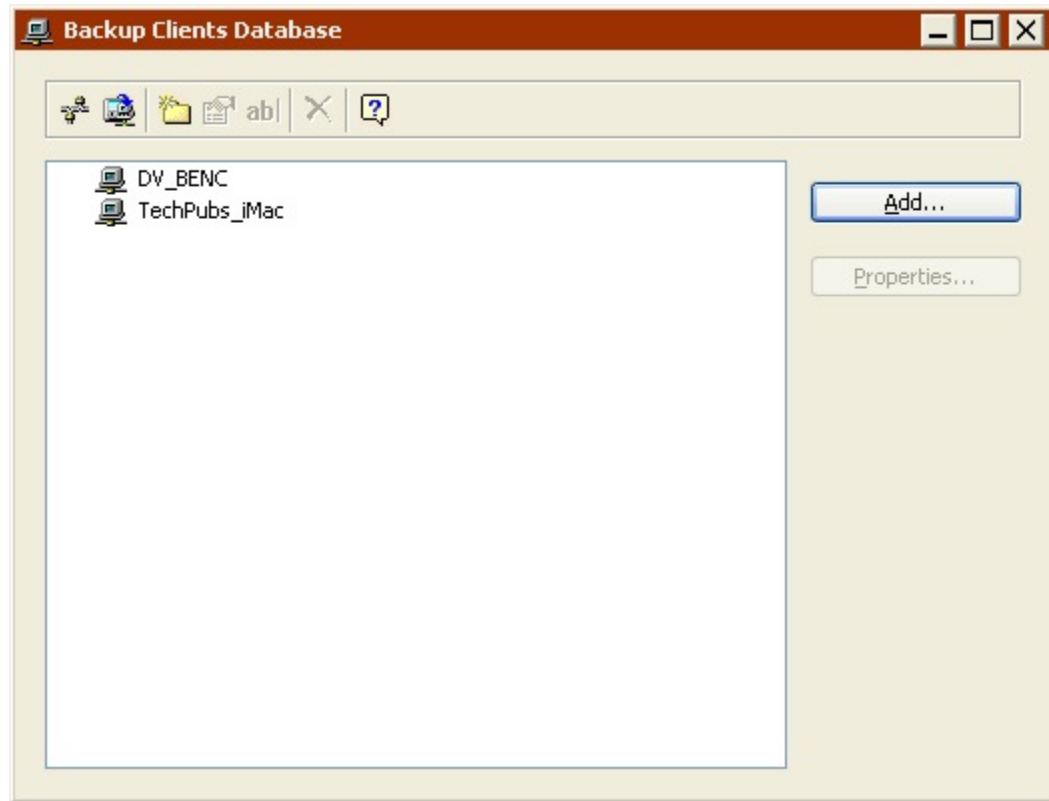 Backup Clients Database
ab
DV_BENC
TechPubs_iMac
Add...
Properties...